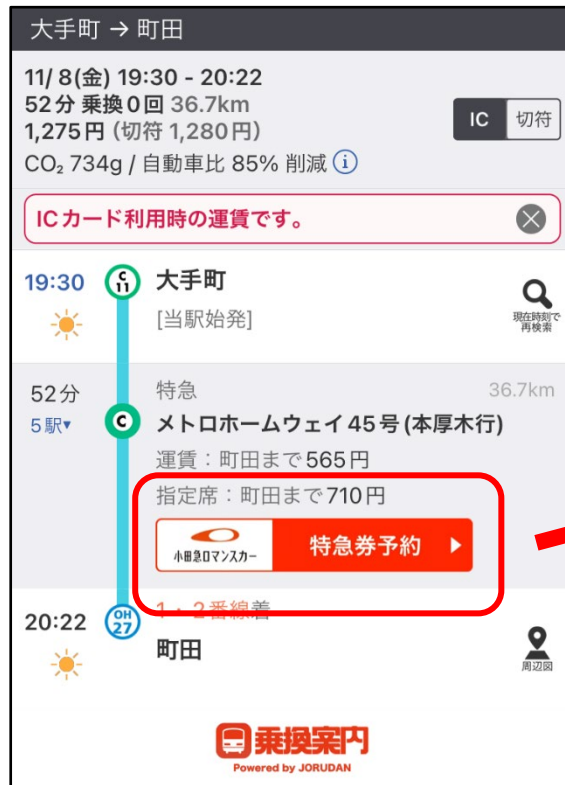 大手町 → 町田
11/ 8(金) 19:30 - 20:22
52分 乗換0回 36.7km
1,275円 (切符 1,280円)
IC 切符
CO₂ 734g / 自動車比 85% 削減 i
ICカード利用時の運賃です。
19:30 C11 大手町
[当駅始発]
現在時刻で
再検索
52分 特急 36.7km
5駅▾ C メトロホームウェイ45号(本厚木行)
運賃:町田まで565円
指定席:町田まで710円
小田急ロマンスカー 特急券予約 ▶
1・2番線着
20:22 OH27 町田
周辺図
乗換案内
Powered by JORUDAN